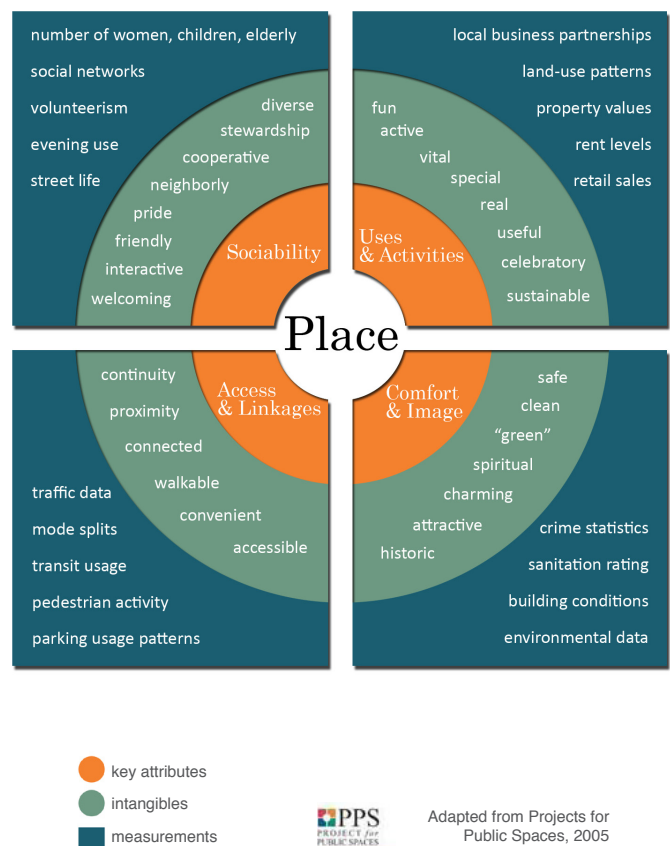 number of women, children, elderly
social networks
volunteerism
evening use
street life
diverse
stewardship
cooperative
neighborly
pride
friendly
interactive
welcoming
Sociability
local business partnerships
land-use patterns
property values
rent levels
retail sales
fun
active
vital
special
real
useful
celebratory
sustainable
Uses
& Activities
Place
continuity
proximity
connected
walkable
convenient
accessible
Access
& Linkages
traffic data
mode splits
transit usage
pedestrian activity
parking usage patterns
Comfort
& Image
safe
clean
“green”
spiritual
charming
attractive
historic
crime statistics
sanitation rating
building conditions
environmental data
key attributes
intangibles
measurements
PPS
PROJECT for
PUBLIC SPACES
Adapted from Projects for
Public Spaces, 2005